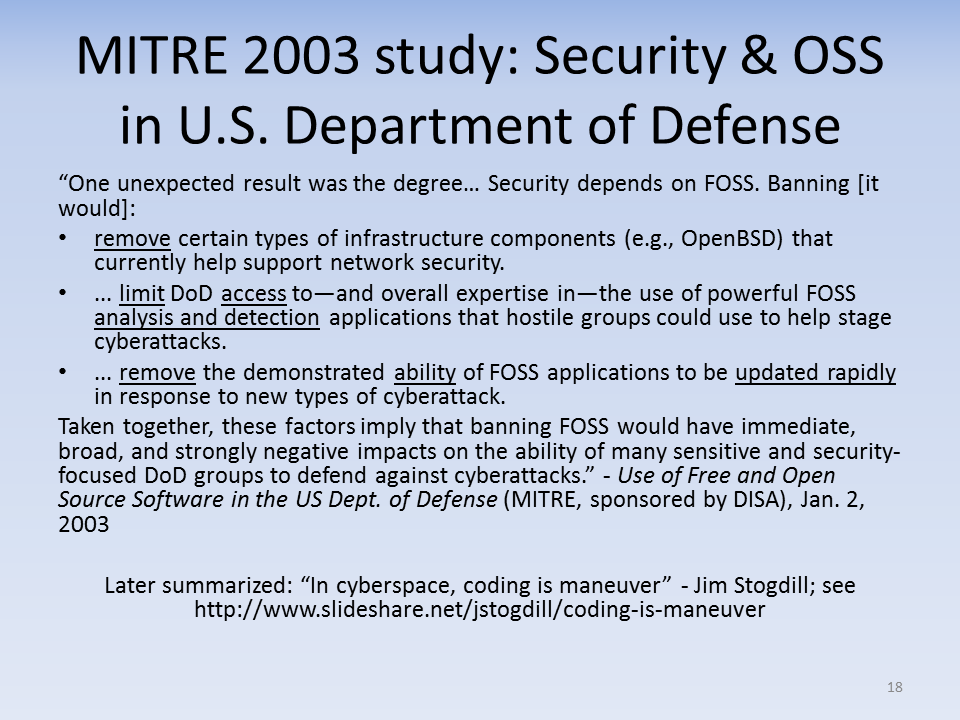 MITRE 2003 study: Security & OSS
in U.S. Department of Defense
“One unexpected result was the degree… Security depends on FOSS. Banning [it
would]:
• remove certain types of infrastructure components (e.g., OpenBSD) that
currently help support network security.
• ... limit DoD access to—and overall expertise in—the use of powerful FOSS
analysis and detection applications that hostile groups could use to help stage
cyberattacks.
• ... remove the demonstrated ability of FOSS applications to be updated rapidly
in response to new types of cyberattack.
Taken together, these factors imply that banning FOSS would have immediate,
broad, and strongly negative impacts on the ability of many sensitive and security-
focused DoD groups to defend against cyberattacks.” - Use of Free and Open
Source Software in the US Dept. of Defense (MITRE, sponsored by DISA), Jan. 2,
2003
Later summarized: “In cyberspace, coding is maneuver” - Jim Stogdill; see
http://www.slideshare.net/jstogdill/coding-is-maneuver
18